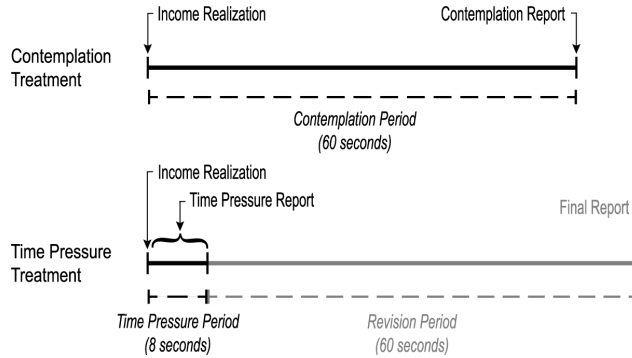 Income Realization
Contemplation Report
Contemplation
Treatment
Contemplation Period
(60 seconds)
Income Realization
Time Pressure Report
Final Report
Time Pressure
Treatment
Time Pressure Period
(8 seconds)
Revision Period
(60 seconds)